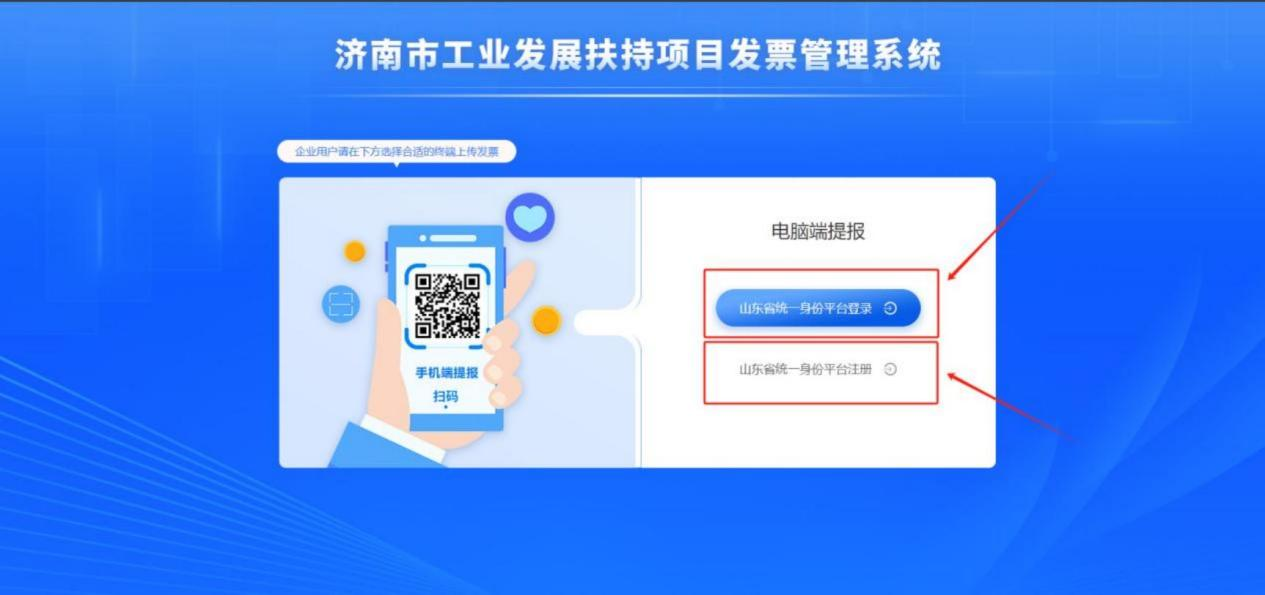 济南市工业发展扶持项目发票管理系统
企业用户请在下方选择合适的终端上传发票
电脑端提报
山东省统一身份平台登录
山东省统一身份平台注册
手机端提报
扫码